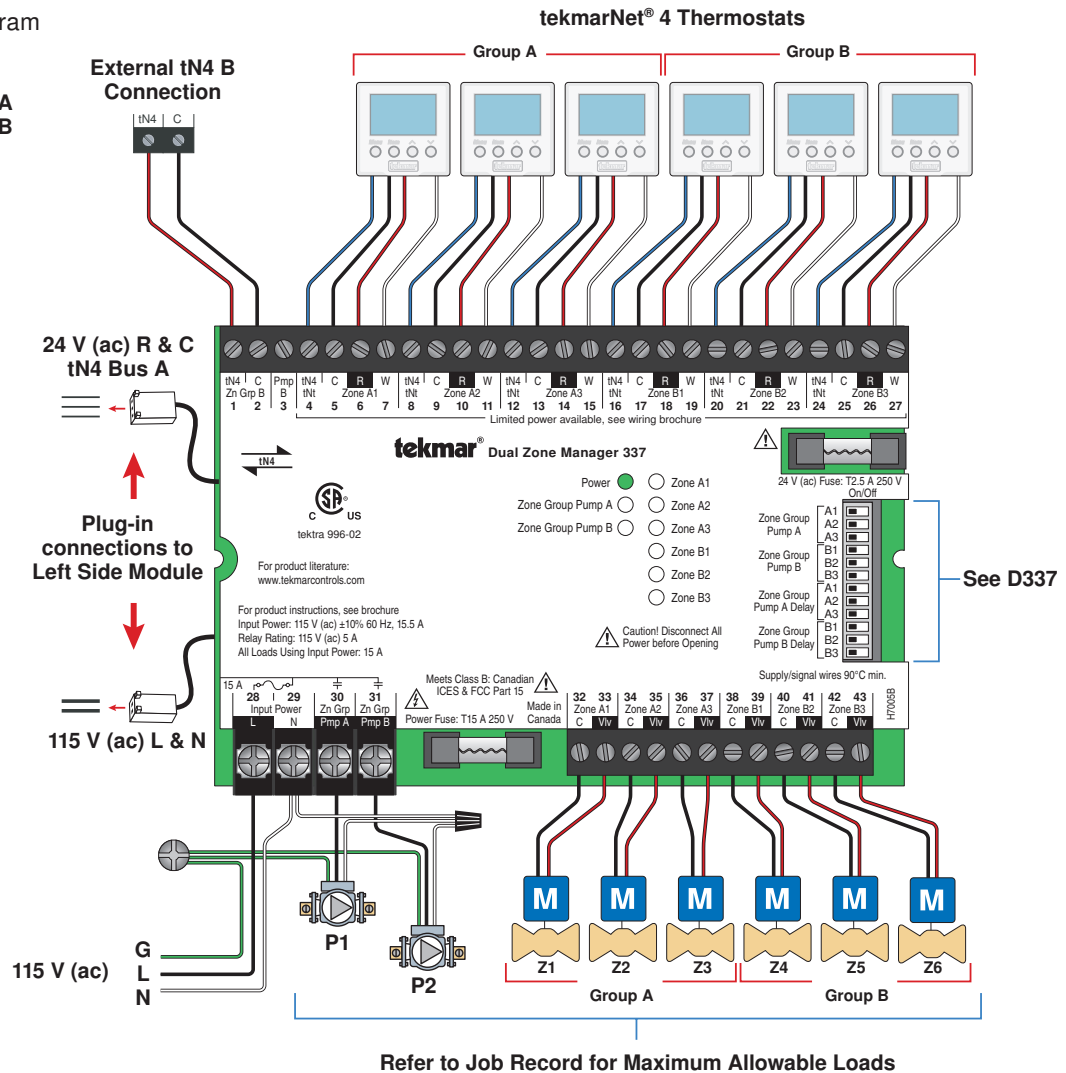 ram
tekmarNet® 4 Thermostats
Group A
Group B
External tN4 B
Connection
A
B
tN4 C
tekmar tekmar tekmar tekmar tekmar tekmar
24 V (ac) R & C
tN4 Bus A
tN4 C Pmp tN4 C R W tN4 C R W tN4 C R W tN4 C R W tN4 C R W tN4 C R W
Zn Grp B B tNt Zone A1 tNt Zone A2 tNt Zone A3 tNt Zone B1 tNt Zone B2 tNt Zone B3
1 2 3 4 5 6 7 8 9 10 11 12 13 14 15 16 17 18 19 20 21 22 23 24 25 26 27
Limited power available, see wiring brochure
tekmar® Dual Zone Manager 337
tN4
24 V (ac) Fuse: T2.5 A 250 V
On/Off
Power
Zone Group Pump A
Zone Group Pump B
Zone A1
Zone A2
Zone A3
Zone B1
Zone B2
Zone B3
SA®
C US
tektra 996-02
Plug-in
connections to
Left Side Module
For product literature:
www.tekmarcontrols.com
For product instructions, see brochure
Input Power: 115 V (ac) ±10% 60 Hz, 15.5 A
Relay Rating: 115 V (ac) 5 A
All Loads Using Input Power: 15 A
Zone Group
Pump A
A1
A2
A3
Zone Group
Pump B
B1
B2
B3
Zone Group
Pump A Delay
A1
A2
A3
Zone Group
Pump B Delay
B1
B2
B3
See D337
Caution! Disconnect All
Power before Opening
Supply/signal wires 90°C min.
H7005B
Meets Class B: Canadian
ICES & FCC Part 15
Made in
Canada
Power Fuse: T15 A 250 V
15 A
28 29 30 31
Input Power Zn Grp Zn Grp
L N Pmp A Pmp B
32 33 34 35 36 37 38 39 40 41 42 43
Zone A1 Zone A2 Zone A3 Zone B1 Zone B2 Zone B3
C Vlv C Vlv C Vlv C Vlv C Vlv C Vlv
115 V (ac) L & N
M M M M M M
P1
P2
Z1 Z2 Z3 Z4 Z5 Z6
Group A
Group B
115 V (ac)
G
L
N
Refer to Job Record for Maximum Allowable Loads